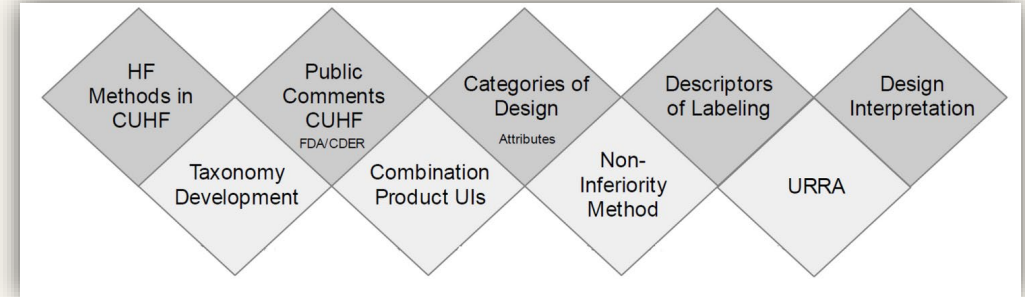 HF
Methods in
CUHF
Public
Comments
CUHF
FDA/CDER
Categories of
Design
Attributes
Descriptors
of Labeling
Design
Interpretation
Taxonomy
Development
Combination
Product UIs
Non-
Inferiority
Method
URRA